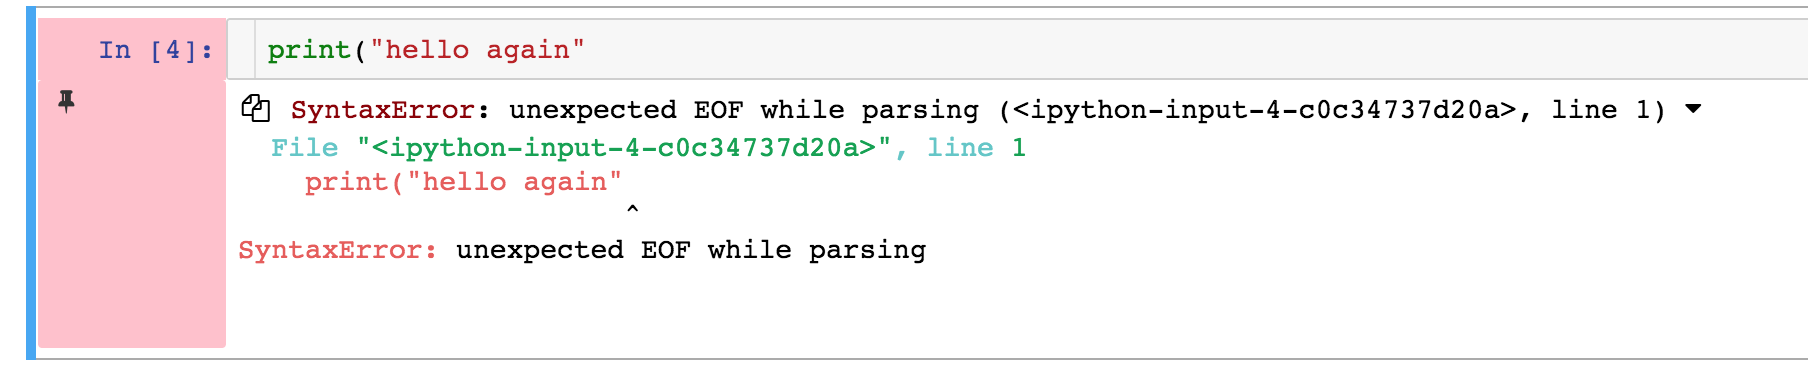 In [4]: print("hello again"
SyntaxError: unexpected EOF while parsing (<ipython-input-4-c0c34737d20a>, line 1)
File "<ipython-input-4-c0c34737d20a>", line 1
print("hello again"
^
SyntaxError: unexpected EOF while parsing